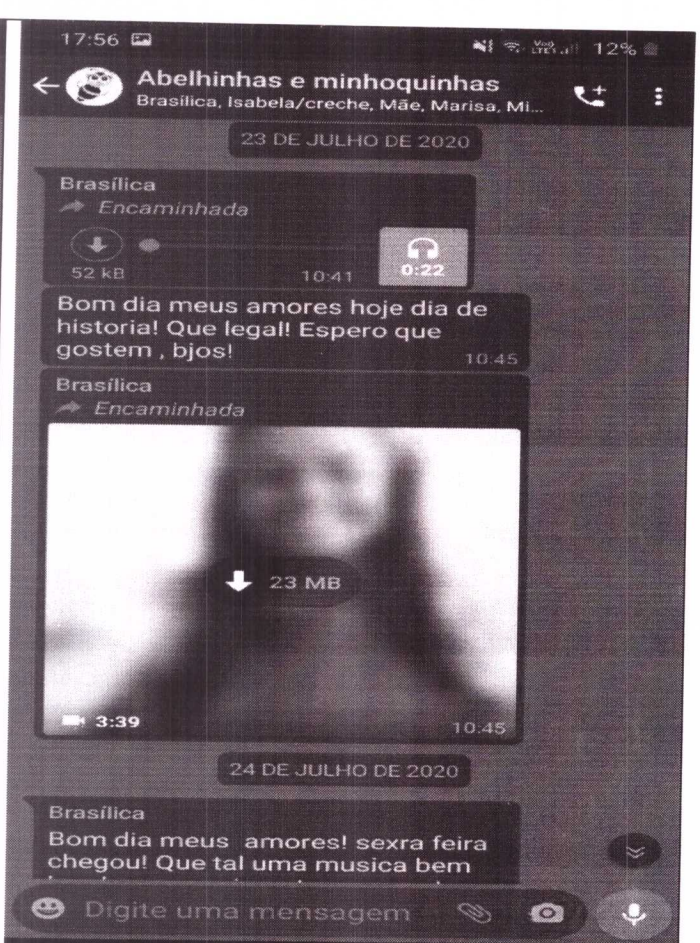 17:56
12%
Abelhinhas e minhoquinhas
Brasílica, Isabela/creche, Mãe, Marisa, Mi...
23 DE JULHO DE 2020
Brasílica
Encaminhada
52 kB
10:41
0:22
Bom dia meus amores hoje dia de
historia! Que legal! Espero que
gostem , bjos!
10:45
Brasílica
Encaminhada
23 MB
3:39
10:45
24 DE JULHO DE 2020
Brasílica
Bom dia meus amores! sexra feira
chegou! Que tal uma musica bem
Digite uma mensagem